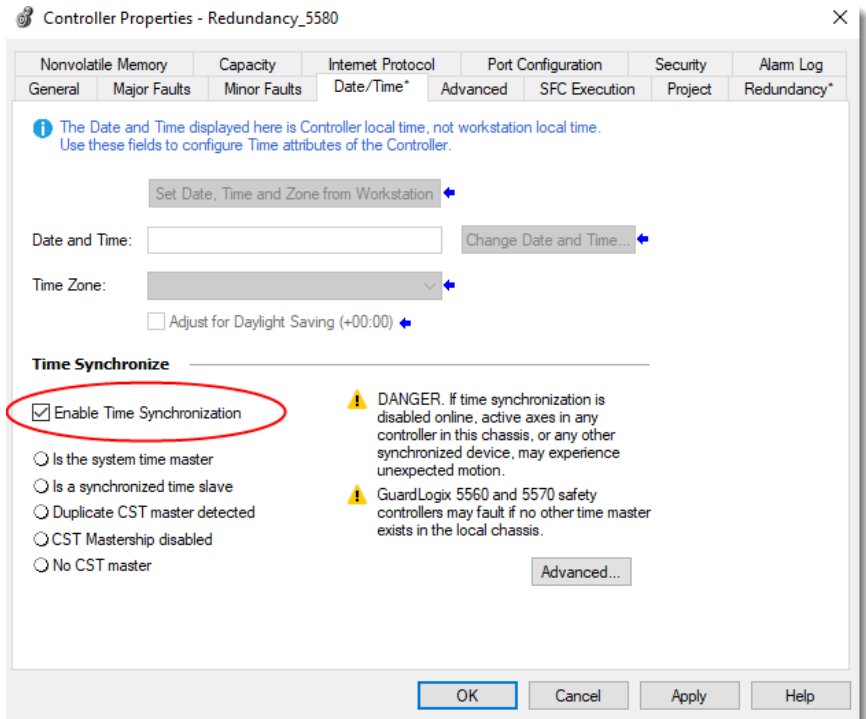 Controller Properties - Redundancy_5580
Nonvolatile Memory Capacity Internet Protocol Port Configuration Security Alarm Log
General Major Faults Minor Faults Date/Time* Advanced SFC Execution Project Redundancy*
The Date and Time displayed here is Controller local time, not workstation local time.
Use these fields to configure Time attributes of the Controller.
Set Date, Time and Zone from Workstation
Date and Time: Change Date and Time...
Time Zone:
Adjust for Daylight Saving (+00:00)
Time Synchronize
Enable Time Synchronization
Is the system time master
Is a synchronized time slave
Duplicate CST master detected
CST Mastership disabled
No CST master
DANGER. If time synchronization is
disabled online, active axes in any
controller in this chassis, or any other
synchronized device, may experience
unexpected motion.
GuardLogix 5560 and 5570 safety
controllers may fault if no other time master
exists in the local chassis.
Advanced...
OK Cancel Apply Help